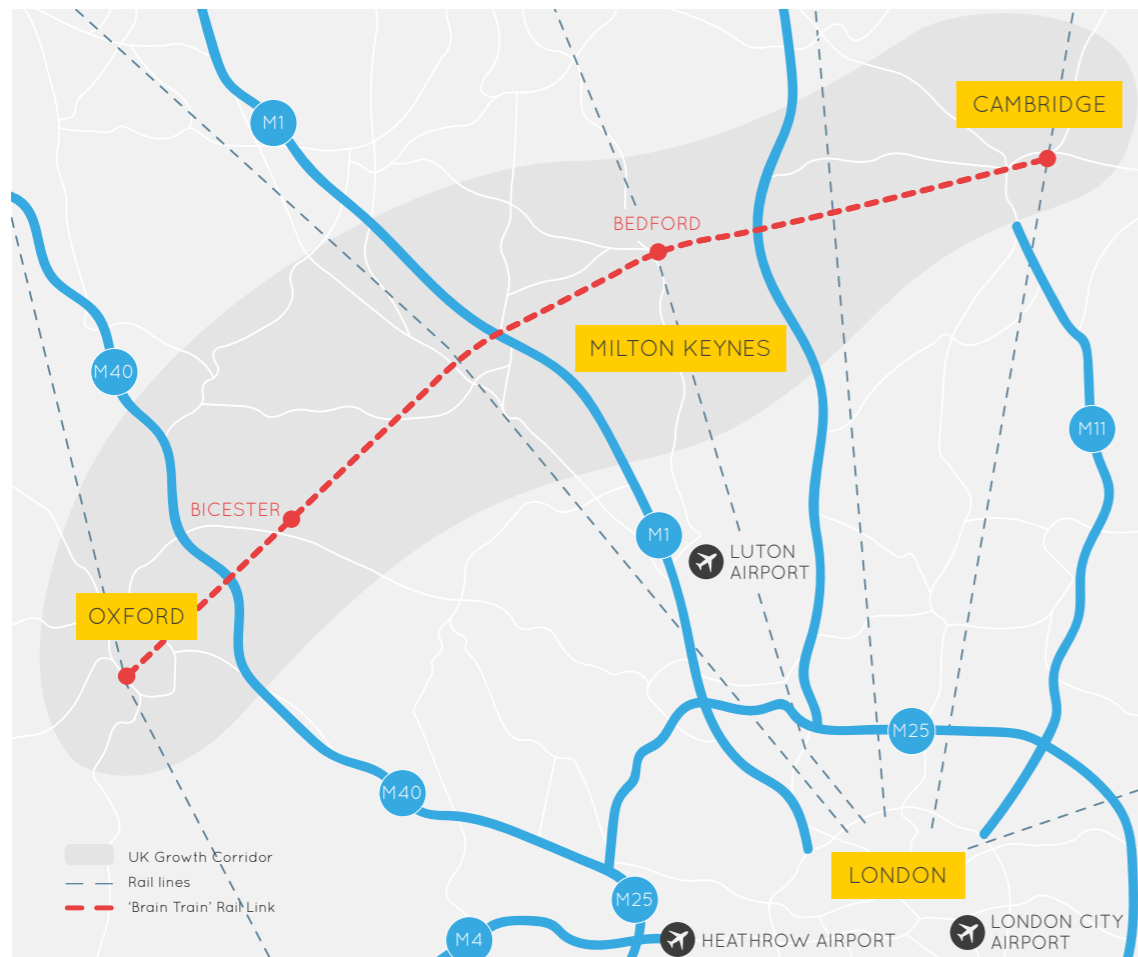 M1
CAMBRIDGE
BEDFORD
MILTON KEYNES
M40
M11
BICESTER
M1
LUTON
AIRPORT
OXFORD
M25
M40
UK Growth Corridor
Rail lines
'Brain Train' Rail Link
LONDON
M25
M4
HEATHROW AIRPORT
LONDON CITY
AIRPORT